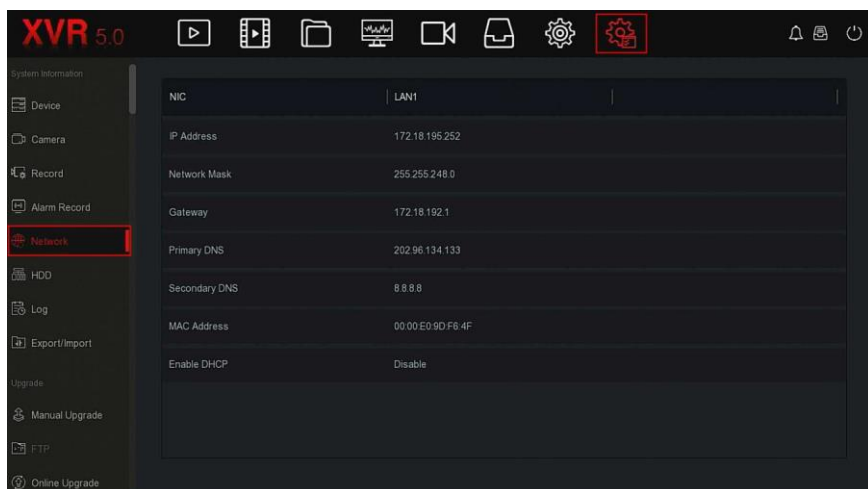 XVR 5.0
System Information
Device
Camera
Record
Alarm Record
Network
HDD
Log
Export/Import
Upgrade
Manual Upgrade
FTP
Online Upgrade
NIC LAN1
IP Address 172.18.195.252
Network Mask 255.255.248.0
Gateway 172.18.192.1
Primary DNS 202.96.134.133
Secondary DNS 8.8.8.8
MAC Address 00:00:E0:9D:F6:4F
Enable DHCP Disable